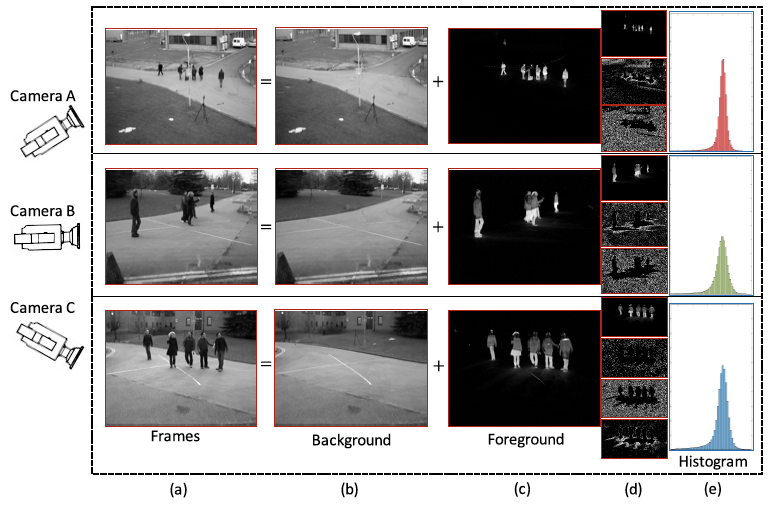 Camera A
=
+
Camera B
=
+
Camera C
=
+
Frames
Background
Foreground
Histogram
(a)
(b)
(c)
(d)
(e)